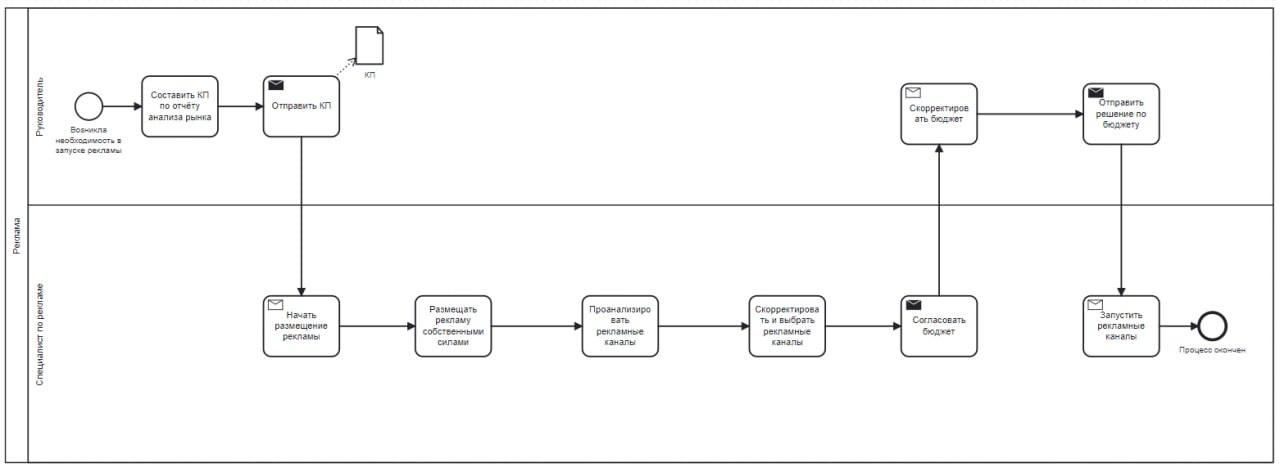 Реклама
Руководитель
Возникла
необходимость в
запуске рекламы
Составить КП
по отчёту
анализа рынка
Отправить КП
КП
Скорректиров
ать бюджет
Отправить
решение по
бюджету
Специалист по рекламе
Начать
размещение
рекламы
Размещать
рекламу
собственными
силами
Проанализиро
вать
рекламные
каналы
Скорректирова
ть и выбрать
рекламные
каналы
Согласовать
бюджет
Запустить
рекламные
каналы
Процесс окончен